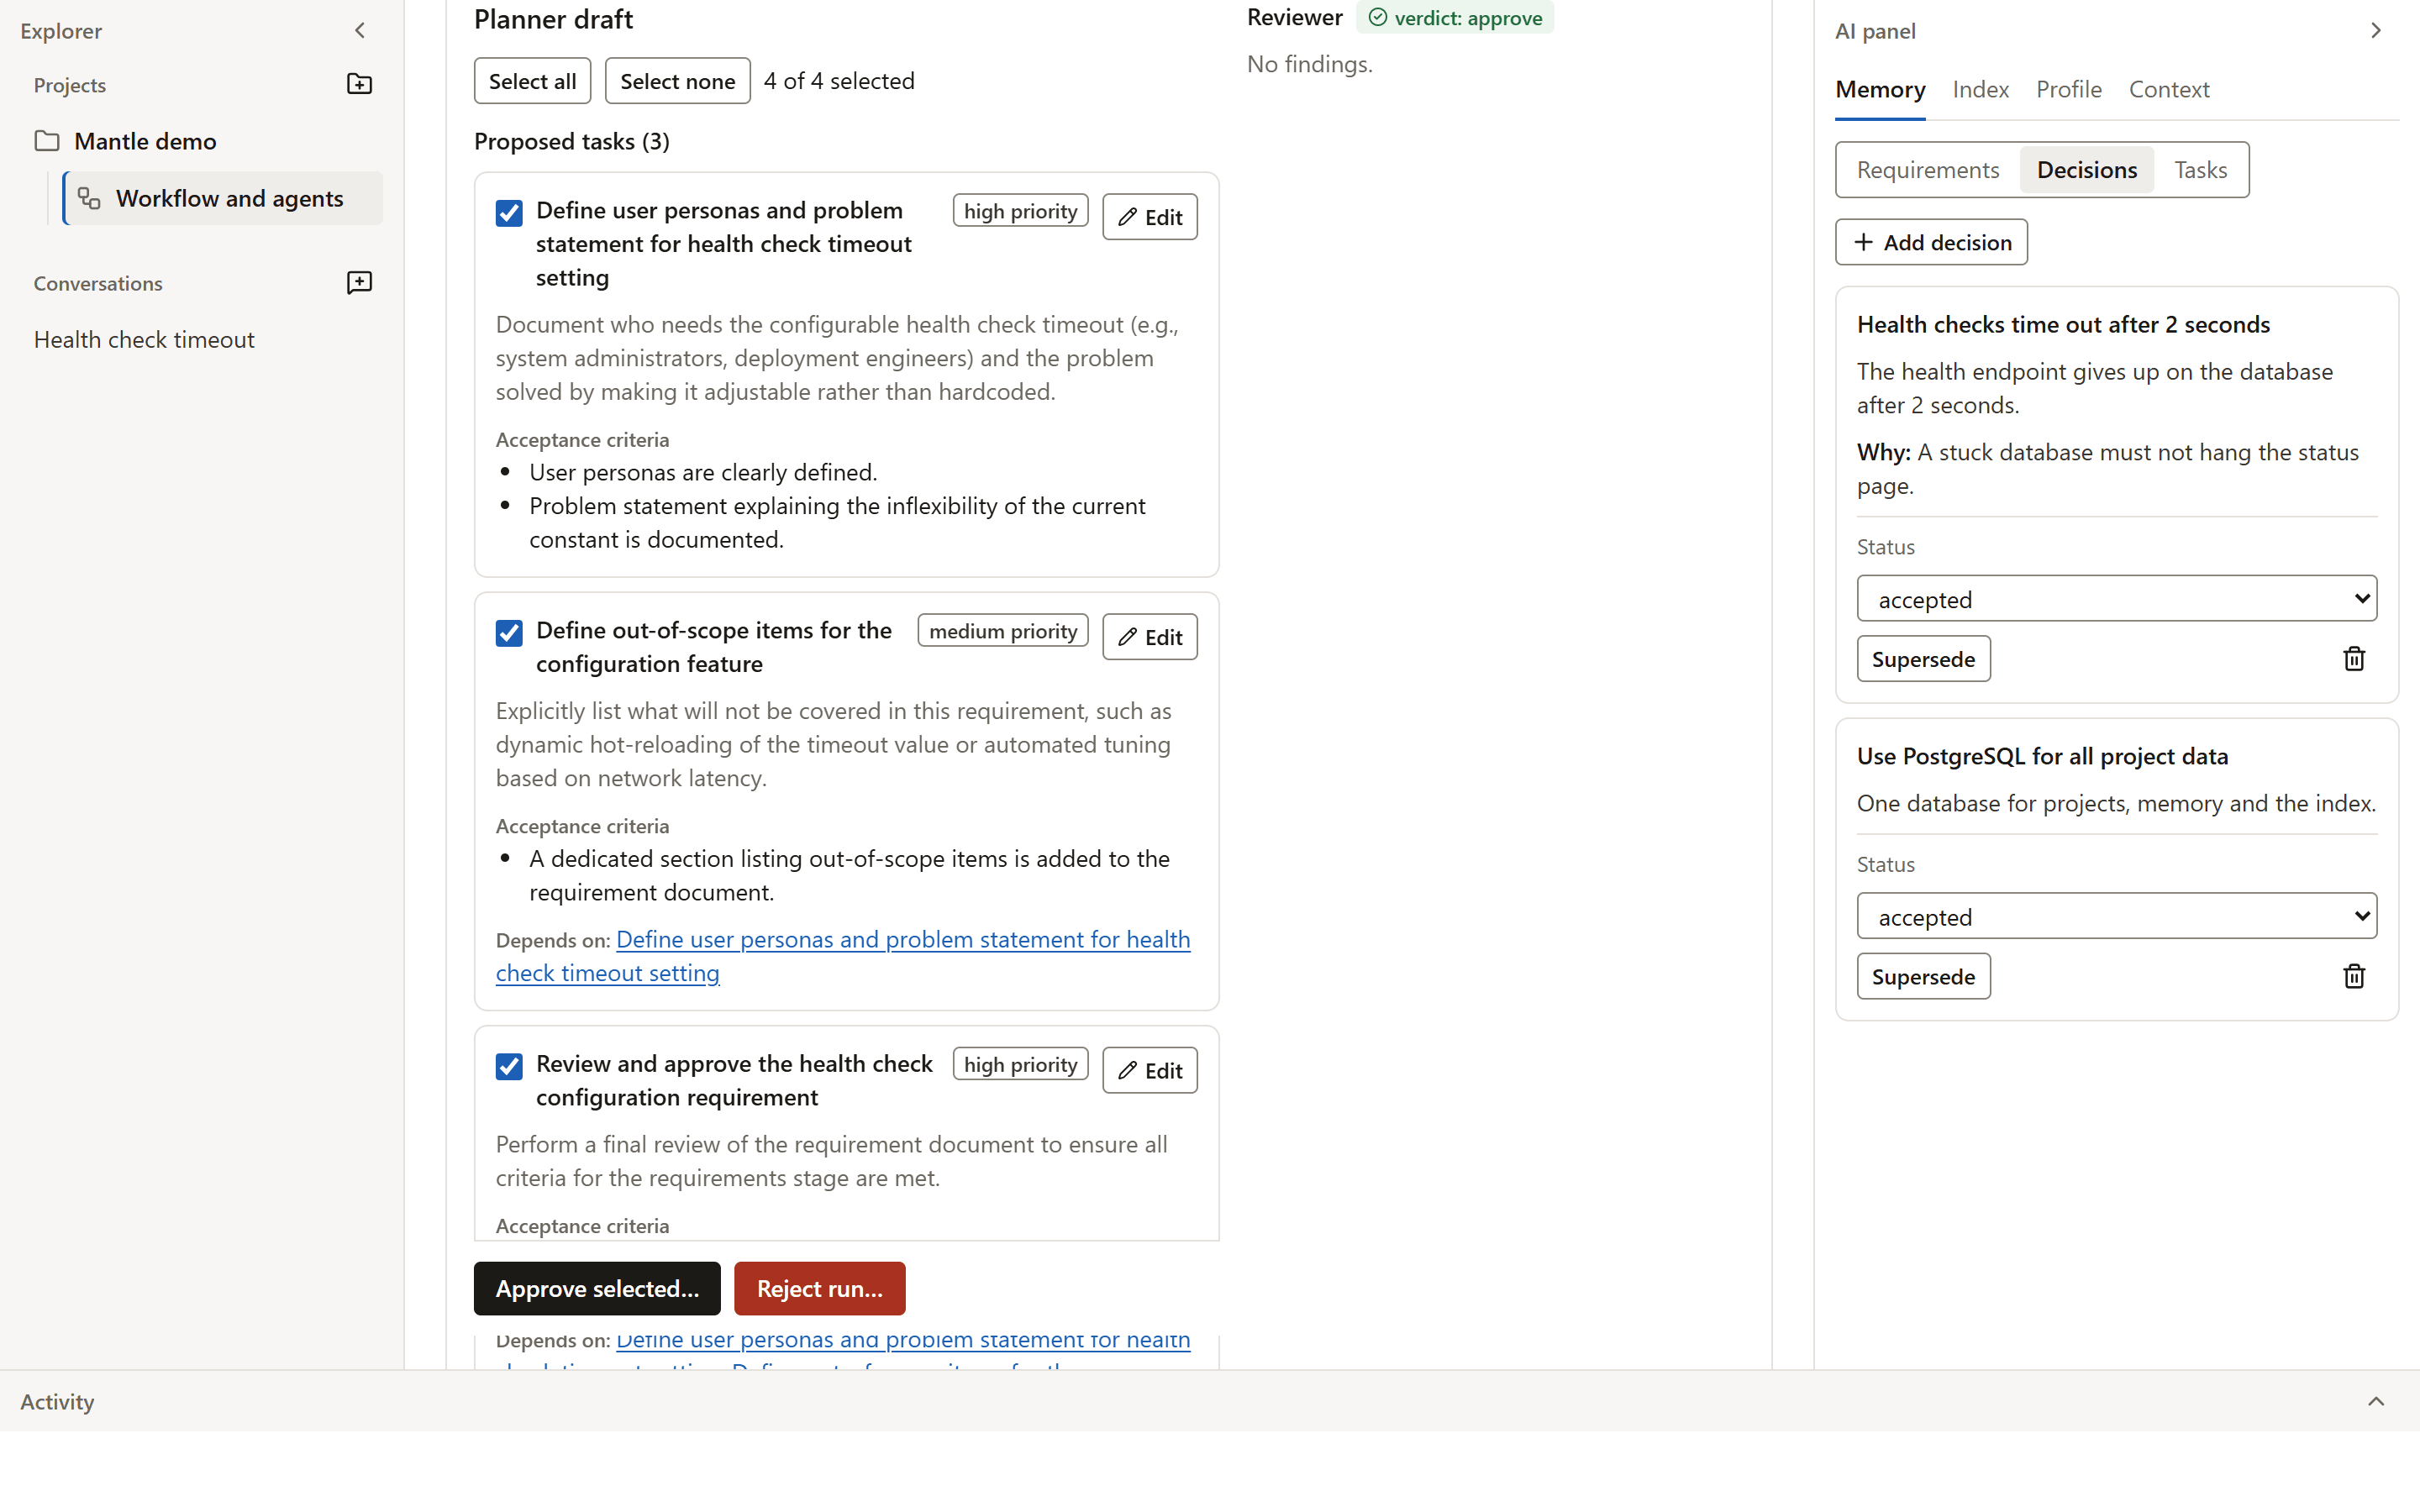 Explorer
Projects
Mantle demo
Workflow and agents
Conversations
Health check timeout
Planner draft
Select all
Select none
4 of 4 selected
Proposed tasks (3)
Define user personas and problem
statement for health check timeout
setting
high priority
Edit
Document who needs the configurable health check timeout (e.g.,
system administrators, deployment engineers) and the problem
solved by making it adjustable rather than hardcoded.
Acceptance criteria
• User personas are clearly defined.
• Problem statement explaining the inflexibility of the current
constant is documented.
Define out-of-scope items for the
configuration feature
medium priority
Edit
Explicitly list what will not be covered in this requirement, such as
dynamic hot-reloading of the timeout value or automated tuning
based on network latency.
Acceptance criteria
• A dedicated section listing out-of-scope items is added to the
requirement document.
Depends on: Define user personas and problem statement for health
check timeout setting
Review and approve the health check
configuration requirement
high priority
Edit
Perform a final review of the requirement document to ensure all
criteria for the requirements stage are met.
Acceptance criteria
Approve selected...
Reject run...
Depends on: Define user personas and problem statement for health
Reviewer
verdict: approve
No findings.
AI panel
Memory
Index
Profile
Context
Requirements
Decisions
Tasks
+ Add decision
Health checks time out after 2 seconds
The health endpoint gives up on the database
after 2 seconds.
Why: A stuck database must not hang the status
page.
Status
accepted
Supersede
Use PostgreSQL for all project data
One database for projects, memory and the index.
Status
accepted
Supersede
Activity